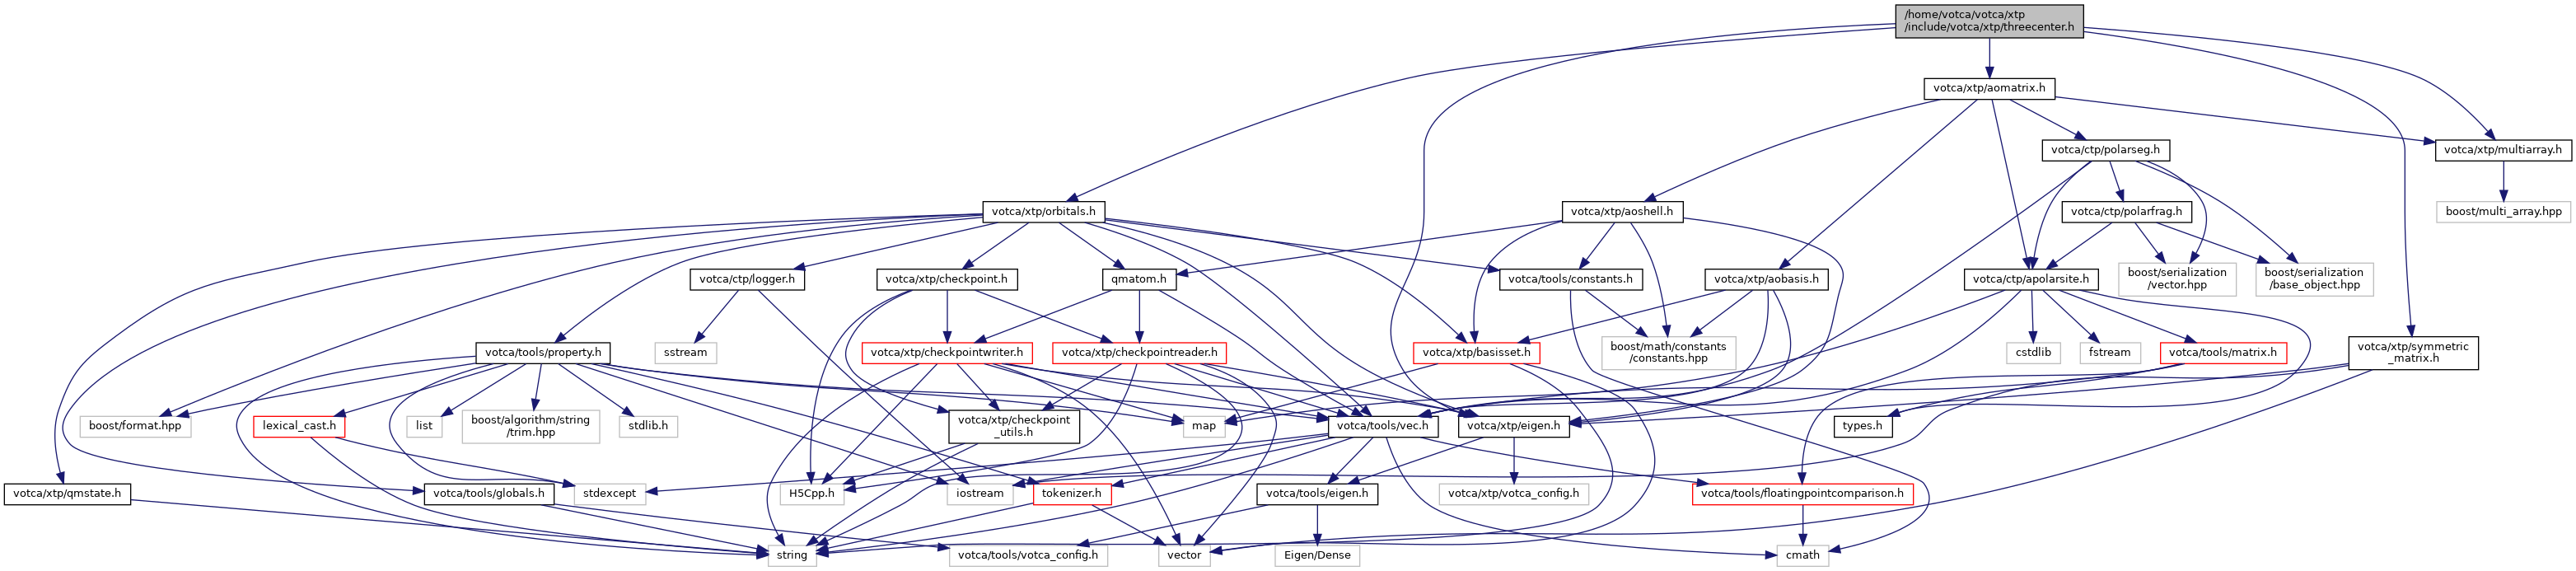 /home/votca/votca/xtp
/include/votca/xtp/threecenter.h
votca/xtp/aomatrix.h
votca/ctp/polarseg.h
votca/xtp/multiarray.h
votca/xtp/orbitals.h
votca/xtp/aoshell.h
votca/ctp/polarfrag.h
boost/multi_array.hpp
votca/ctp/logger.h
votca/xtp/checkpoint.h
qmatom.h
votca/tools/constants.h
votca/xtp/aobasis.h
votca/ctp/apolarsite.h
boost/serialization
/vector.hpp
boost/serialization
/base_object.hpp
votca/tools/property.h
sstream
votca/xtp/checkpointwriter.h
votca/xtp/checkpointreader.h
boost/math/constants
/constants.hpp
votca/xtp/basisset.h
cstdlib
fstream
votca/tools/matrix.h
votca/xtp/symmetric
_matrix.h
boost/format.hpp
lexical_cast.h
list
boost/algorithm/string
/trim.hpp
stdlib.h
votca/xtp/checkpoint
_utils.h
map
votca/tools/vec.h
votca/xtp/eigen.h
types.h
votca/xtp/qmstate.h
votca/tools/globals.h
stdexcept
H5Cpp.h
iostream
tokenizer.h
votca/tools/eigen.h
votca/xtp/votca_config.h
votca/tools/floatingpointcomparison.h
string
votca/tools/votca_config.h
vector
Eigen/Dense
cmath